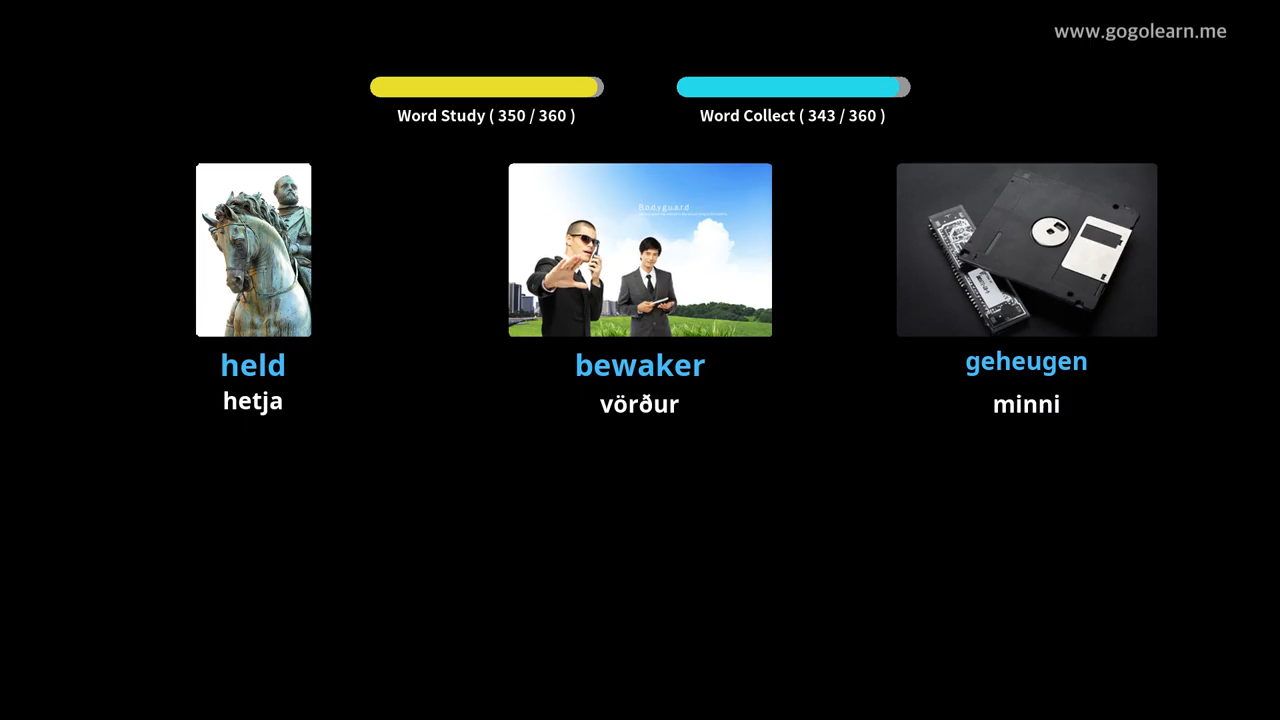 www.gogolearn.me
Word Study ( 350 / 360 )
Word Collect ( 343 / 360 )
Bodyguard
held
hetja
bewaker
vörður
geheugen
minni